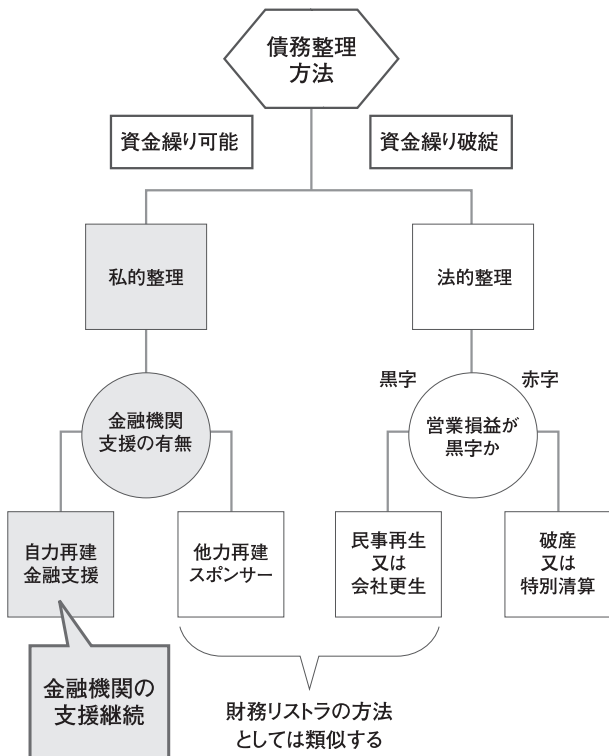 債務整理
方法
資金繰り可能
資金繰り破綻
私的整理
法的整理
黒字
赤字
金融機関
支援の有無
営業損益が
黒字か
自力再建
金融支援
他力再建
スポンサー
民事再生
又は
会社更生
破産
又は
特別清算
金融機関の
支援継続
財務リストラの方法
としては類似する